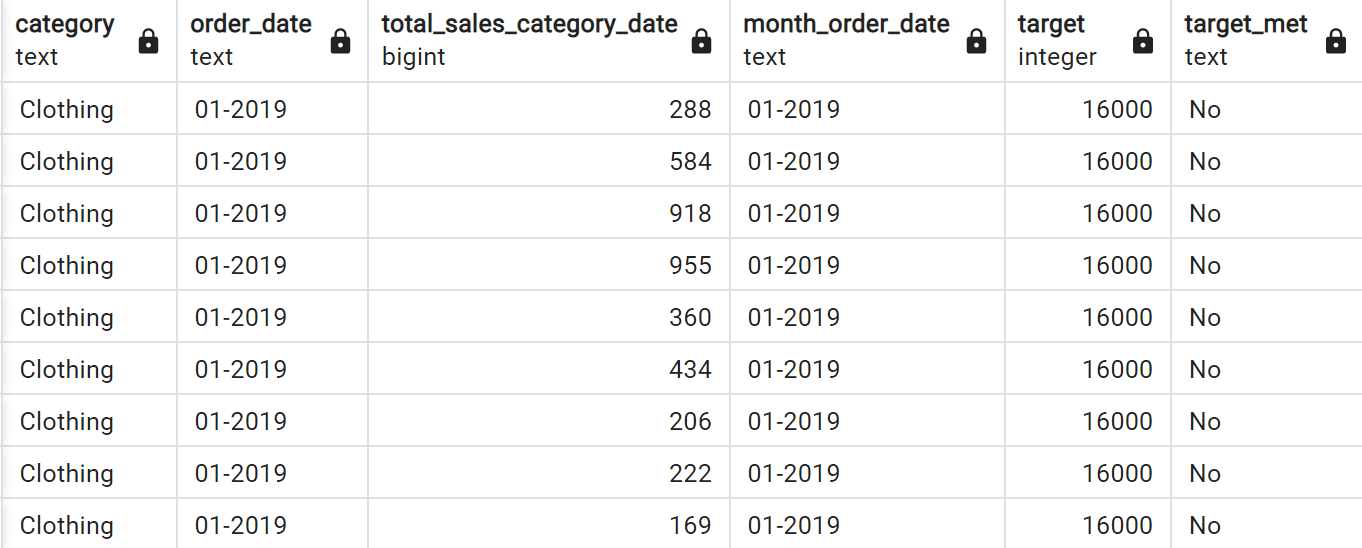 category order_date total_sales_category_date month_order_date target target_met
text text bigint text integer text
Clothing 01-2019 288 01-2019 16000 No
Clothing 01-2019 584 01-2019 16000 No
Clothing 01-2019 918 01-2019 16000 No
Clothing 01-2019 955 01-2019 16000 No
Clothing 01-2019 360 01-2019 16000 No
Clothing 01-2019 434 01-2019 16000 No
Clothing 01-2019 206 01-2019 16000 No
Clothing 01-2019 222 01-2019 16000 No
Clothing 01-2019 169 01-2019 16000 No